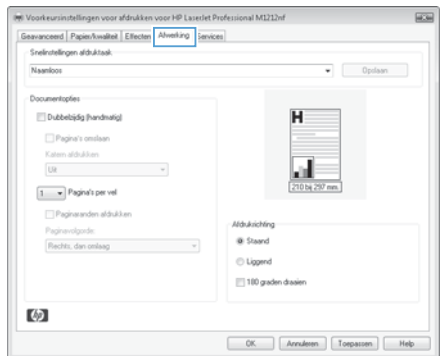 Voorkeursinstellingen voor afdrukken voor HP LaserJet Professional M1212nf
Geavanceerd Papier/kwaliteit Effecten Afwerking Services
Snelinstellingen afdruktaak
Naamloos Opslaan
Documentopties
Dubbelzijdig (handmatig)
Pagina's omslaan
Katern afdrukken
Uit
1 Pagina's per vel
Paginaranden afdrukken
Paginavolgorde:
Rechts, dan omlaag
H
210 bij 297 mm.
Afdrukrichting
Staand
Liggend
180 graden draaien
hp
OK Annuleren Toepassen Help